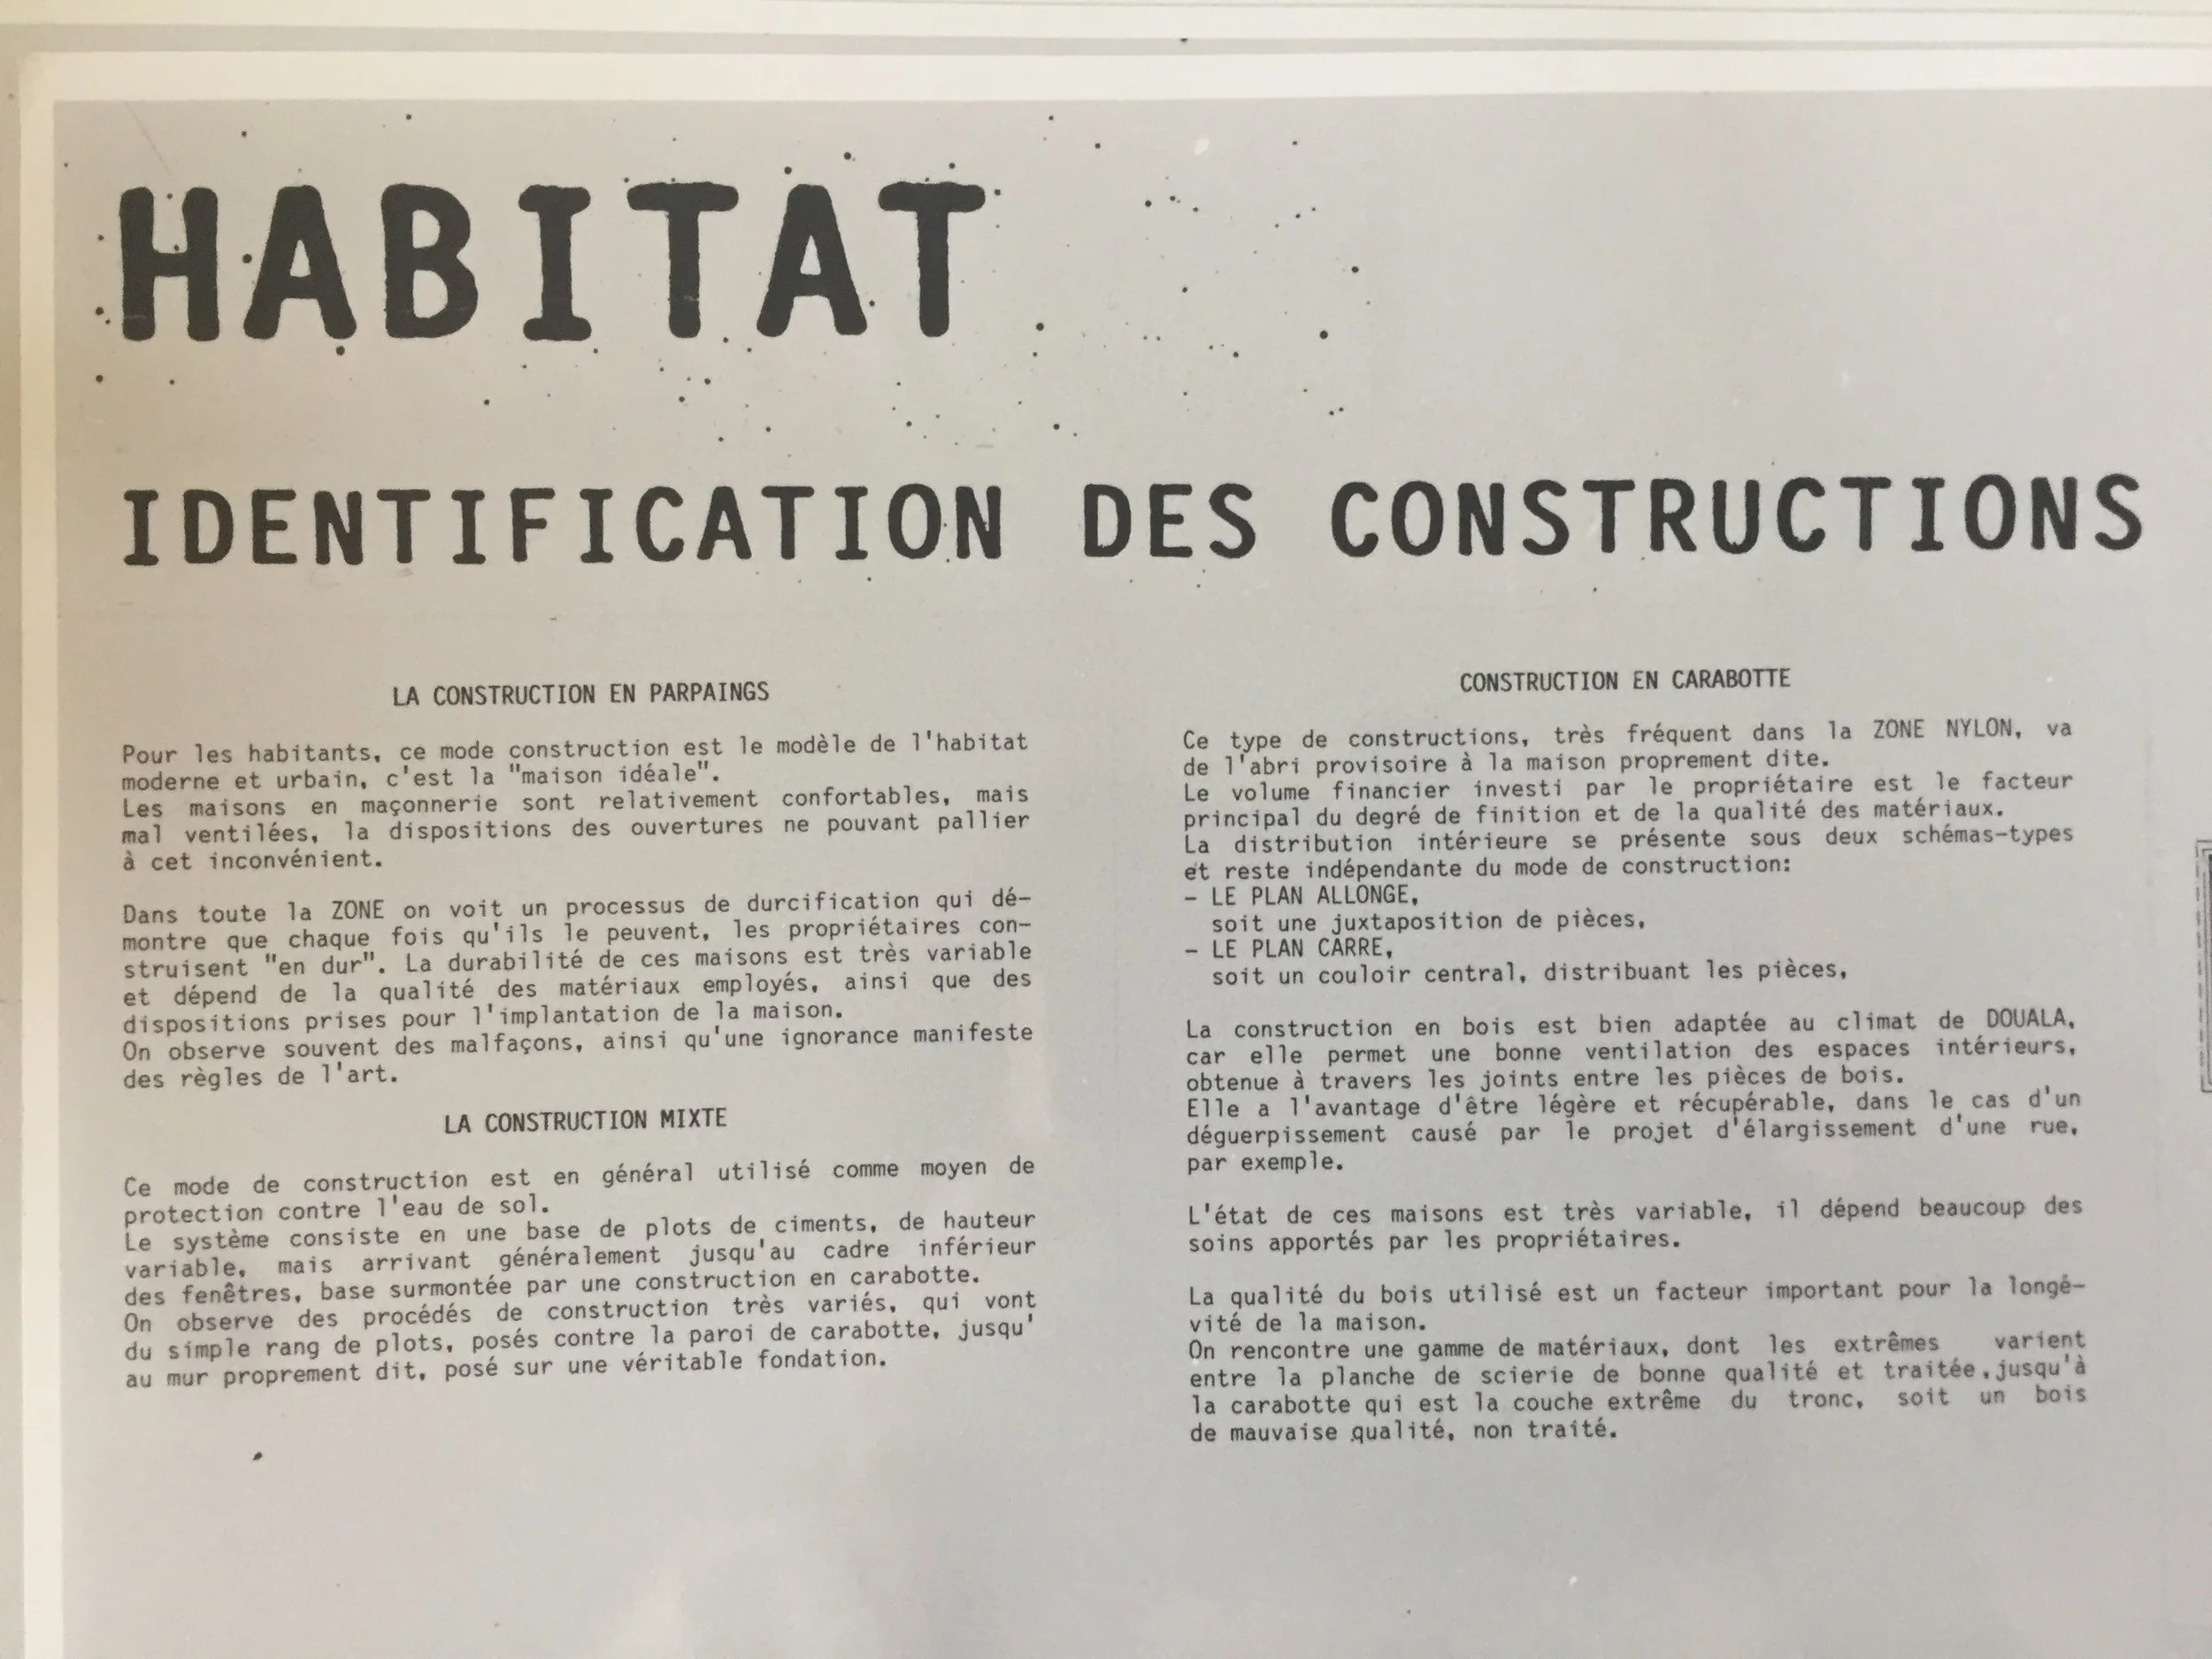 HABITAT
IDENTIFICATION DES CONSTRUCTIONS
LA CONSTRUCTION EN PARPAINGS
Pour les habitants, ce mode construction est le modèle de l'habitat
moderne et urbain, c'est la "maison idéale".
Les maisons en maçonnerie sont relativement confortables, mais
mal ventilées, la dispositions des ouvertures ne pouvant pallier
à cet inconvénient.
Dans toute la ZONE on voit un processus de durcification qui dé-
montre que chaque fois qu'ils le peuvent, les propriétaires con-
struisent "en dur". La durabilité de ces maisons est très variable
et dépend de la qualité des matériaux employés, ainsi que des
dispositions prises pour l'implantation de la maison.
On observe souvent des malfaçons, ainsi qu'une ignorance manifeste
des règles de l'art.
LA CONSTRUCTION MIXTE
Ce mode de construction est en général utilisé comme moyen de
protection contre l'eau de sol.
Le système consiste en une base de plots de ciments, de hauteur
variable, mais arrivant généralement jusqu'au cadre inférieur
des fenêtres, base surmontée par une construction en carabotte.
On observe des procédés de construction très variés, qui vont
du simple rang de plots, posés contre la paroi de carabotte, jusqu'
au mur proprement dit, posé sur une véritable fondation.
CONSTRUCTION EN CARABOTTE
Ce type de constructions, très fréquent dans la ZONE NYLON, va
de l'abri provisoire à la maison proprement dite.
Le volume financier investi par le propriétaire est le facteur
principal du degré de finition et de la qualité des matériaux.
La distribution intérieure se présente sous deux schémas-types
et reste indépendante du mode de construction:
- LE PLAN ALLONGE,
soit une juxtaposition de pièces,
- LE PLAN CARRE,
soit un couloir central, distribuant les pièces,
La construction en bois est bien adaptée au climat de DOUALA,
car elle permet une bonne ventilation des espaces intérieurs,
obtenue à travers les joints entre les pièces de bois.
Elle a l'avantage d'être légère et récupérable, dans le cas d'un
déguerpissement causé par le projet d'élargissement d'une rue,
par exemple.
L'état de ces maisons est très variable, il dépend beaucoup des
soins apportés par les propriétaires.
La qualité du bois utilisé est un facteur important pour la longé-
vité de la maison.
On rencontre une gamme de matériaux, dont les extrêmes varient
entre la planche de scierie de bonne qualité et traitée,jusqu'à
la carabotte qui est la couche extrême du tronc, soit un bois
de mauvaise qualité, non traité.